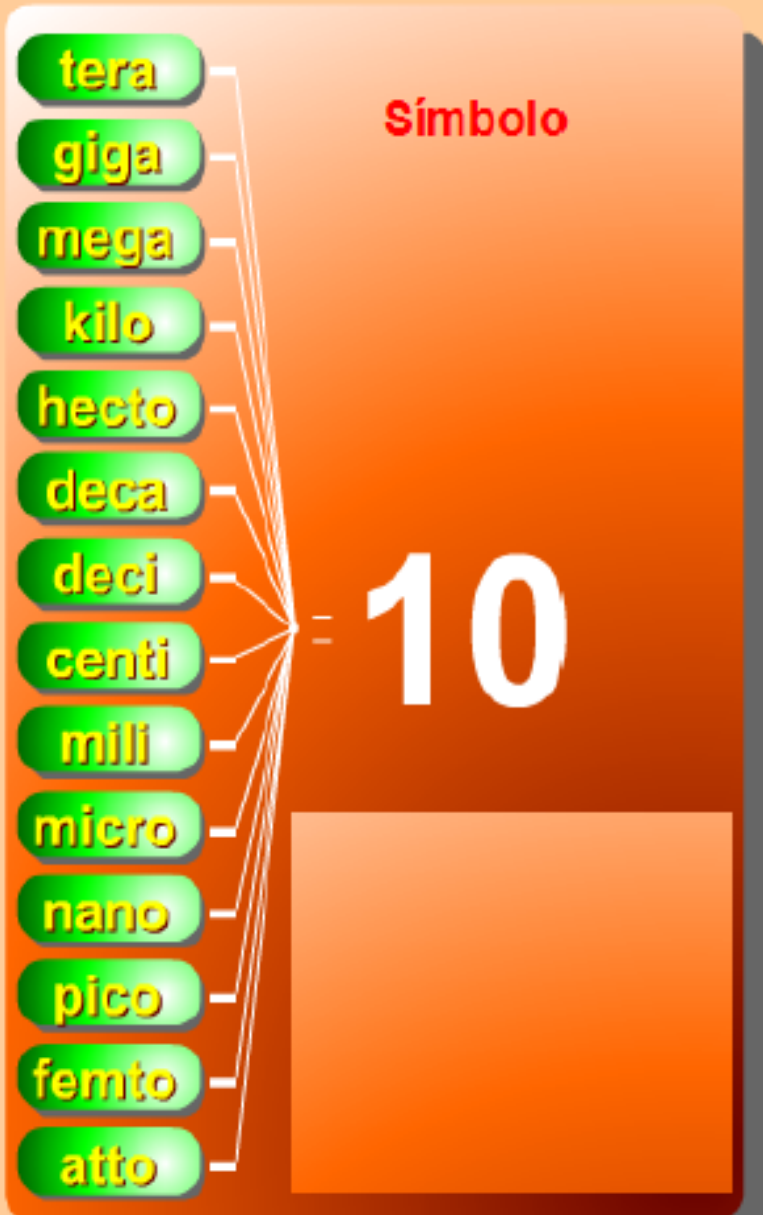 tera
Símbolo
giga
mega
kilo
hecto
deca
deci
= 10
centi
mili
micro
nano
pico
femto
atto